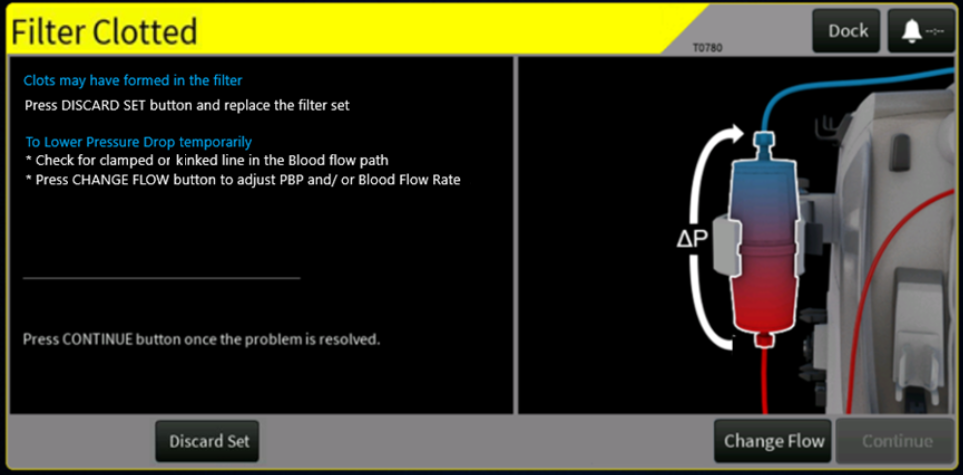 Filter Clotted
T0780
Dock
--:--
Clots may have formed in the filter
Press DISCARD SET button and replace the filter set
To Lower Pressure Drop temporarily
* Check for clamped or kinked line in the Blood flow path
* Press CHANGE FLOW button to adjust PBP and/ or Blood Flow Rate
ΔP
Press CONTINUE button once the problem is resolved.
Discard Set
Change Flow
Continue